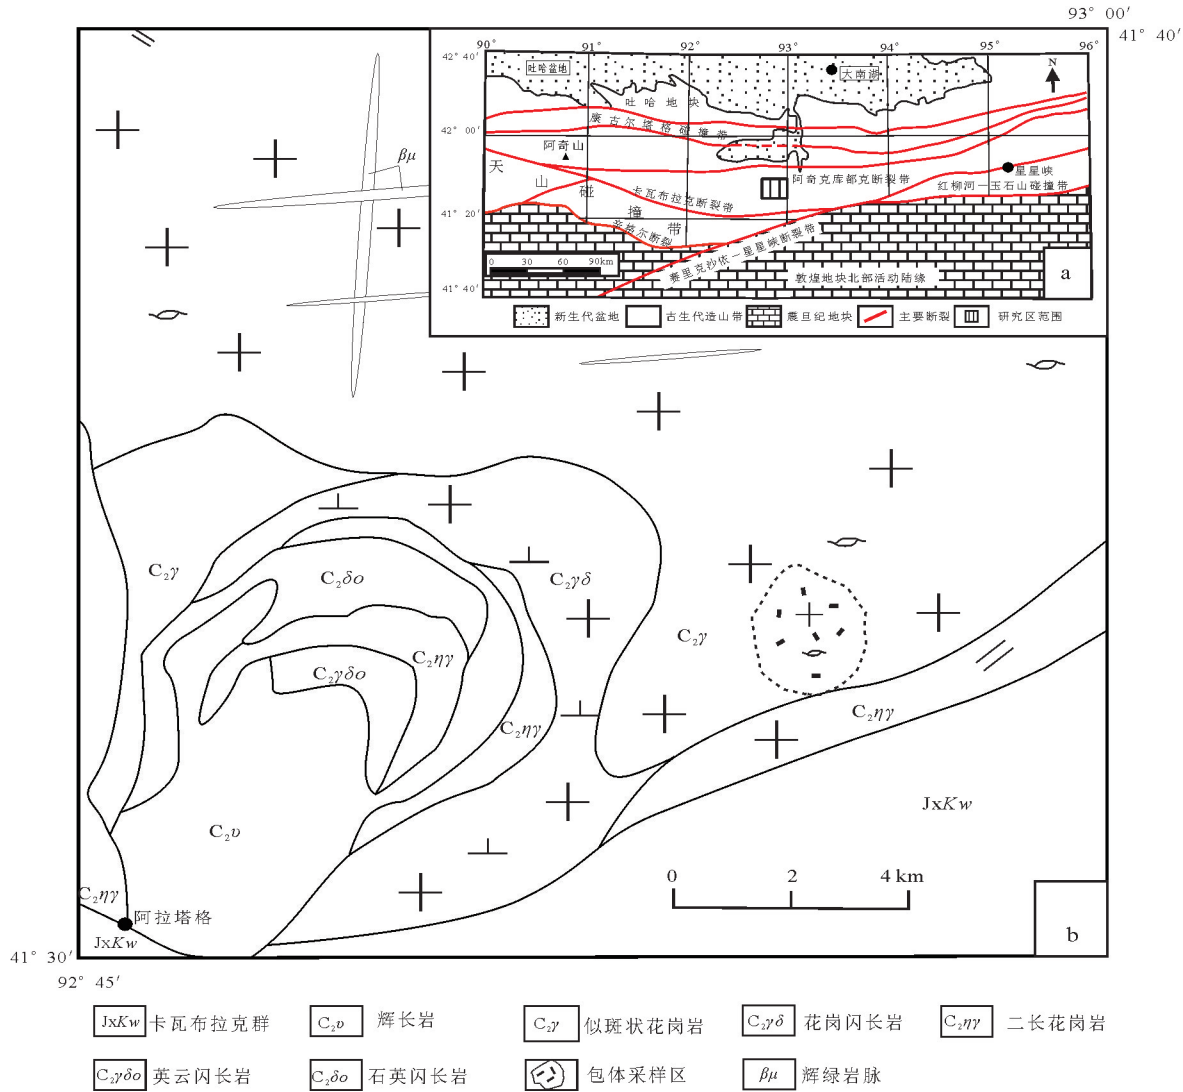 93° 00′
41° 40′
90° 91° 92° 93° 94° 95° 96°
42° 40′
吐哈盆地
大南湖
N
吐哈地块
康古尔塔格碰撞带
42° 00′
阿奇山
天山碰撞带
阿奇克库都克断裂带
星星峡
红柳河—玉石山碰撞带
卡瓦布拉克断裂带
41° 20′
赛里克沙依—星星峡断裂带
0 30 60 90km
敦煌地块北部活动陆缘
a
41° 40′
新生代盆地 古生代造山带 震旦纪地块 主要断裂 研究区范围
βμ
C₂γ
C₂δo
C₂γδ
C₂γ
C₂ηγ
C₂γδo
C₂ηγ
C₂ηγ
C₂υ
JxKw
0 2 4 km
C₂ηγ
阿拉塔格
JxKw
b
41° 30′
92° 45′
JxKw 卡瓦布拉克群 C₂υ 辉长岩 C₂γ 似斑状花岗岩 C₂γδ 花岗闪长岩 C₂ηγ 二长花岗岩
C₂γδo 英云闪长岩 C₂δo 石英闪长岩 包体采样区 βμ 辉绿岩脉